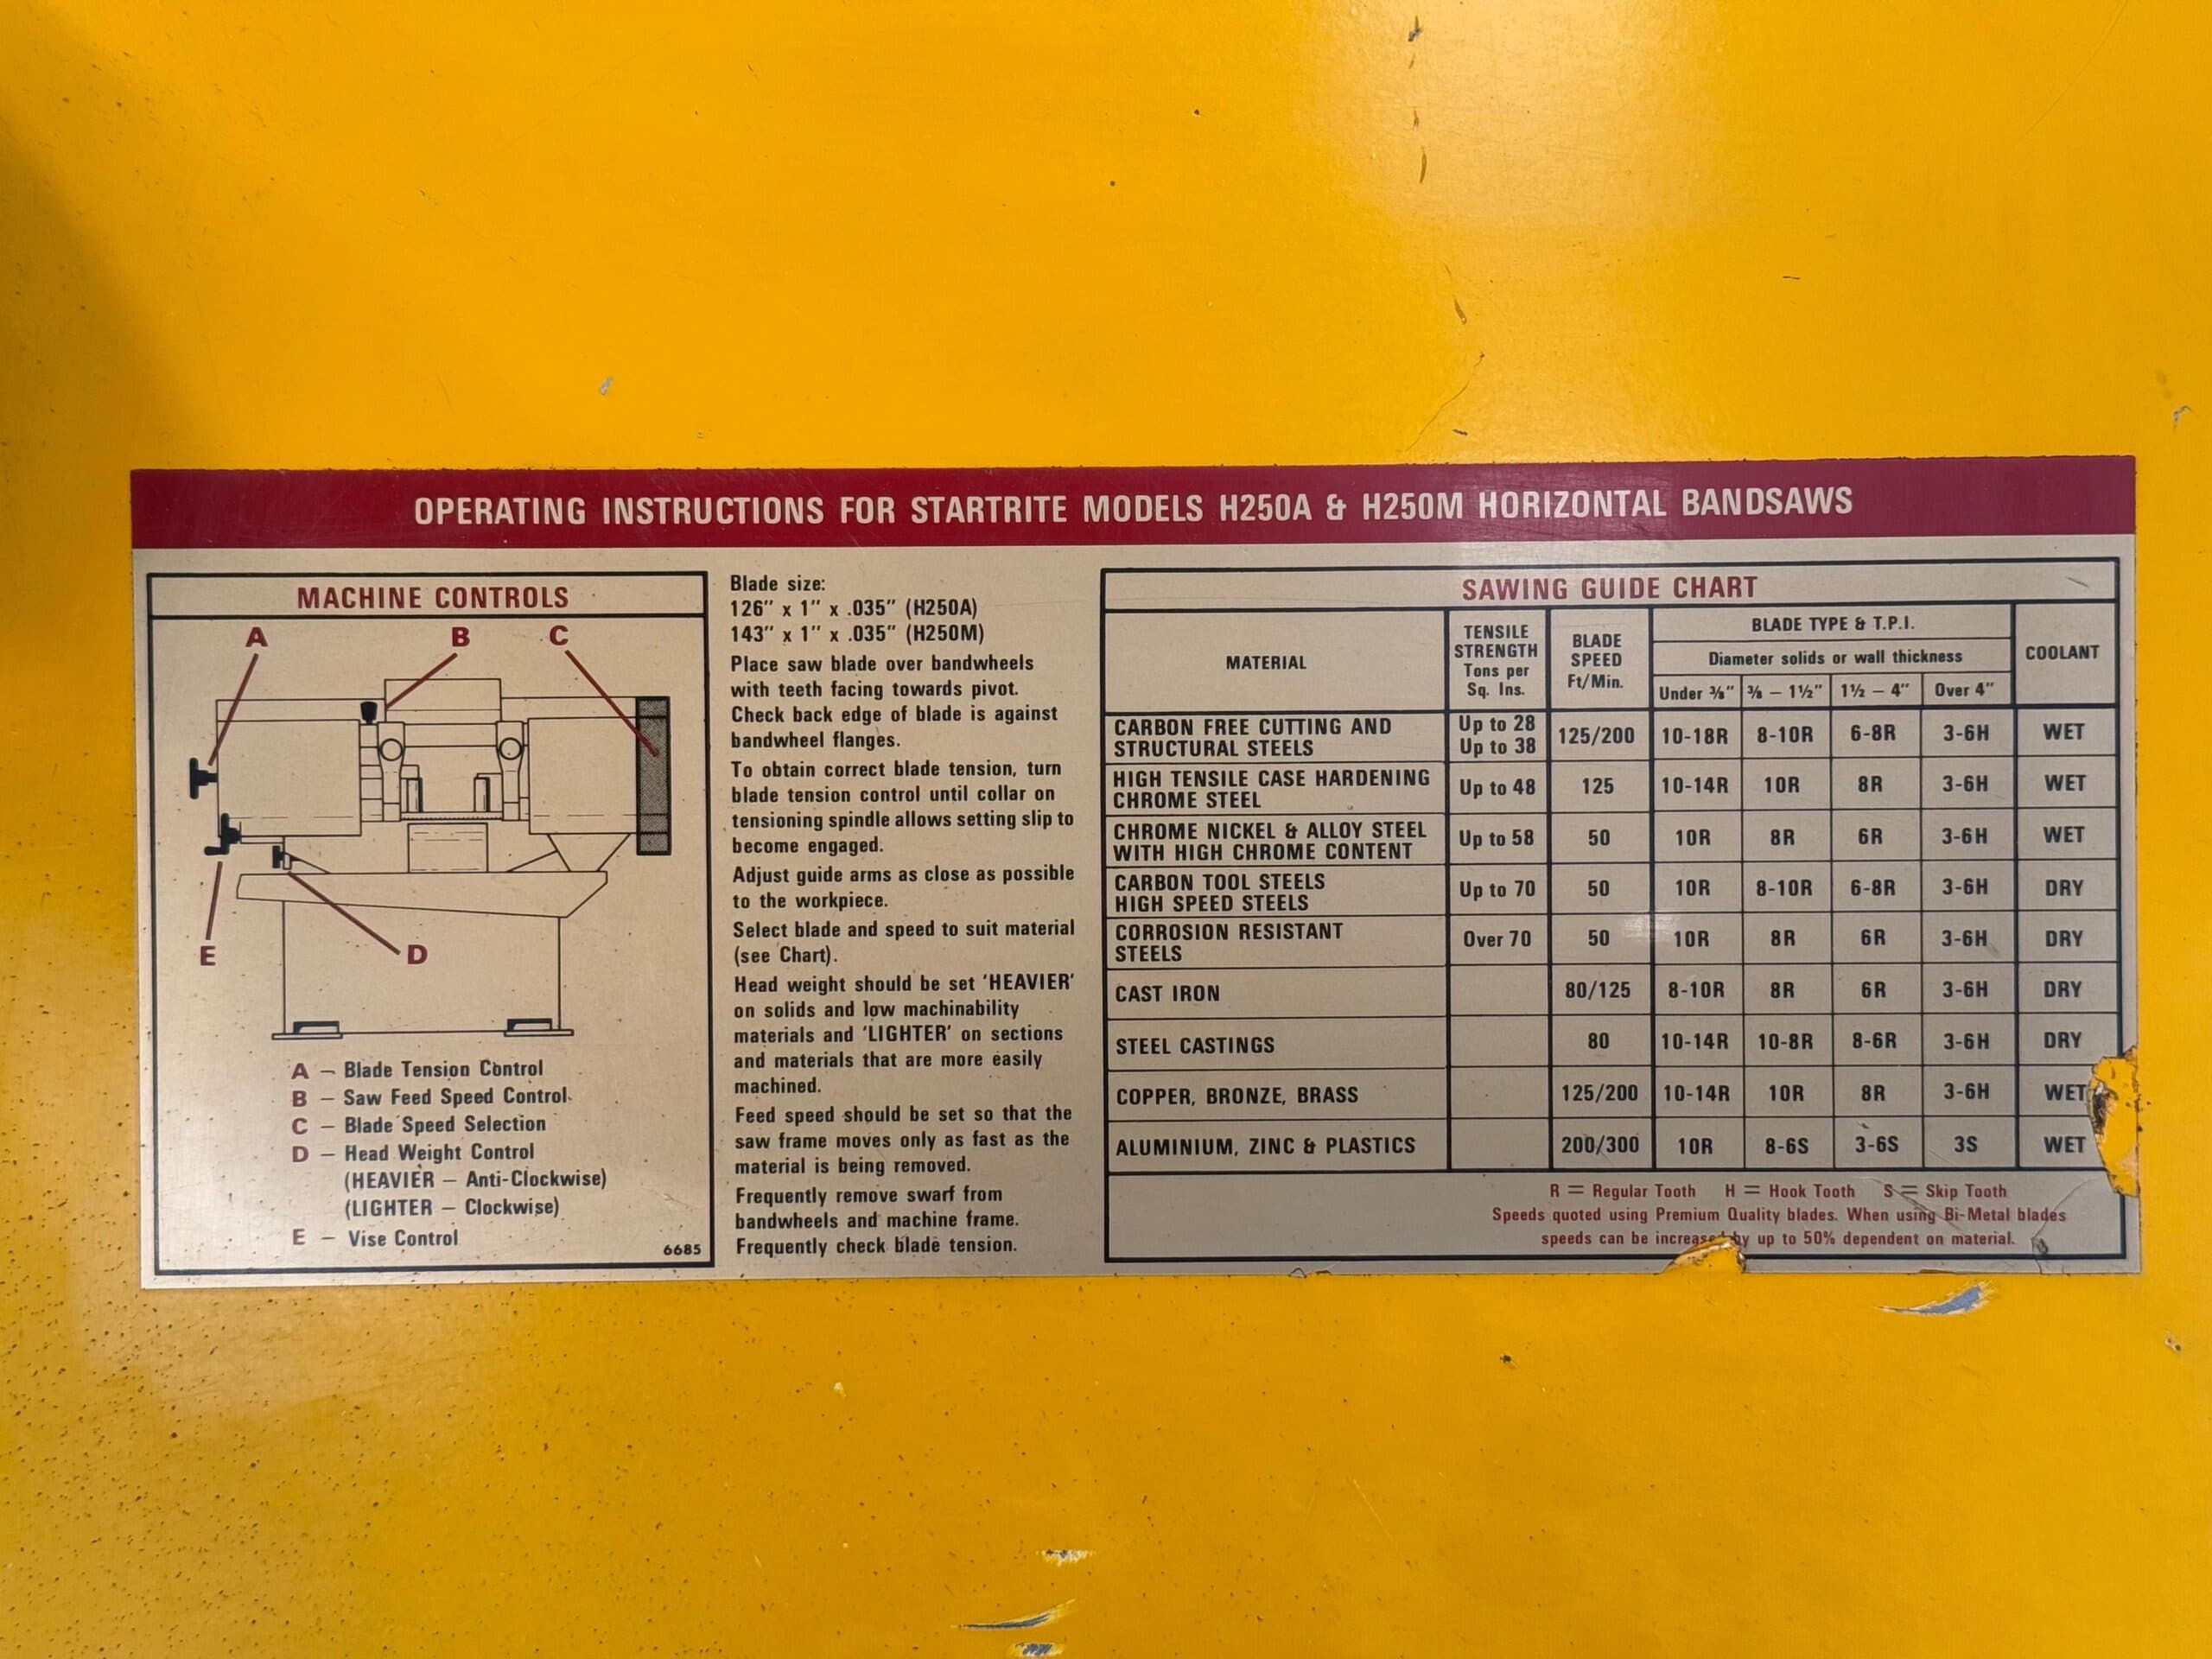 OPERATING INSTRUCTIONS FOR STARTRITE MODELS H250A & H250M HORIZONTAL BANDSAWS
MACHINE CONTROLS
A B C
E D
A – Blade Tension Control
B – Saw Feed Speed Control
C – Blade Speed Selection
D – Head Weight Control
(HEAVIER – Anti-Clockwise)
(LIGHTER – Clockwise)
E – Vise Control
6685
Blade size:
126" x 1" x .035" (H250A)
143" x 1" x .035" (H250M)
Place saw blade over bandwheels
with teeth facing towards pivot.
Check back edge of blade is against
bandwheel flanges.
To obtain correct blade tension, turn
blade tension control until collar on
tensioning spindle allows setting slip to
become engaged.
Adjust guide arms as close as possible
to the workpiece.
Select blade and speed to suit material
(see Chart).
Head weight should be set 'HEAVIER'
on solids and low machinability
materials and 'LIGHTER' on sections
and materials that are more easily
machined.
Feed speed should be set so that the
saw frame moves only as fast as the
material is being removed.
Frequently remove swarf from
bandwheels and machine frame.
Frequently check blade tension.
SAWING GUIDE CHART
MATERIAL
TENSILE
STRENGTH
Tons per
Sq. Ins.
BLADE
SPEED
Ft/Min.
BLADE TYPE & T.P.I.
Diameter solids or wall thickness
Under ⅜" ⅜ – 1½" 1½ – 4" Over 4"
COOLANT
CARBON FREE CUTTING AND
STRUCTURAL STEELS
Up to 28
Up to 38
125/200 10-18R 8-10R 6-8R 3-6H WET
HIGH TENSILE CASE HARDENING
CHROME STEEL
Up to 48 125 10-14R 10R 8R 3-6H WET
CHROME NICKEL & ALLOY STEEL
WITH HIGH CHROME CONTENT
Up to 58 50 10R 8R 6R 3-6H WET
CARBON TOOL STEELS
HIGH SPEED STEELS
Up to 70 50 10R 8-10R 6-8R 3-6H DRY
CORROSION RESISTANT
STEELS
Over 70 50 10R 8R 6R 3-6H DRY
CAST IRON 80/125 8-10R 8R 6R 3-6H DRY
STEEL CASTINGS 80 10-14R 10-8R 8-6R 3-6H DRY
COPPER, BRONZE, BRASS 125/200 10-14R 10R 8R 3-6H WET
ALUMINIUM, ZINC & PLASTICS 200/300 10R 8-6S 3-6S 3S WET
R = Regular Tooth H = Hook Tooth S = Skip Tooth
Speeds quoted using Premium Quality blades. When using Bi-Metal blades
speeds can be increased by up to 50% dependent on material.